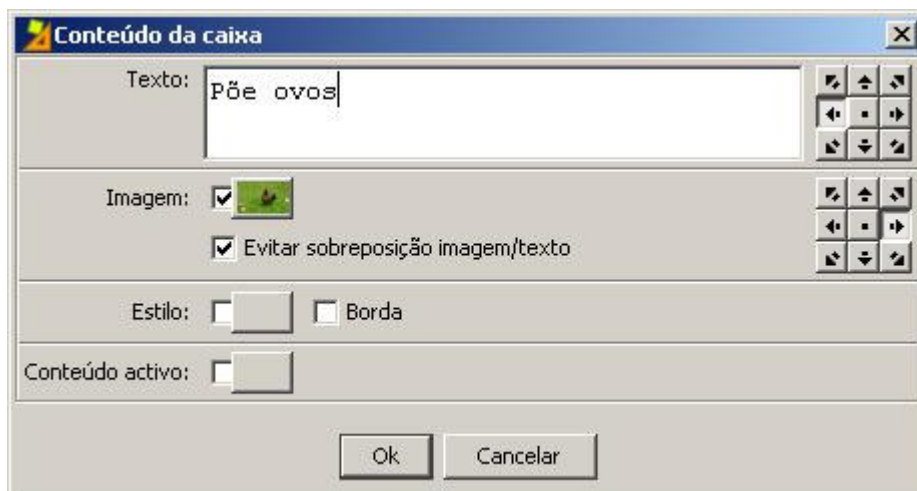 Conteúdo da caixa
Texto:
Põe ovos
Imagem:
Evitar sobreposição imagem/texto
Estilo:
Borda
Conteúdo activo:
Ok
Cancelar